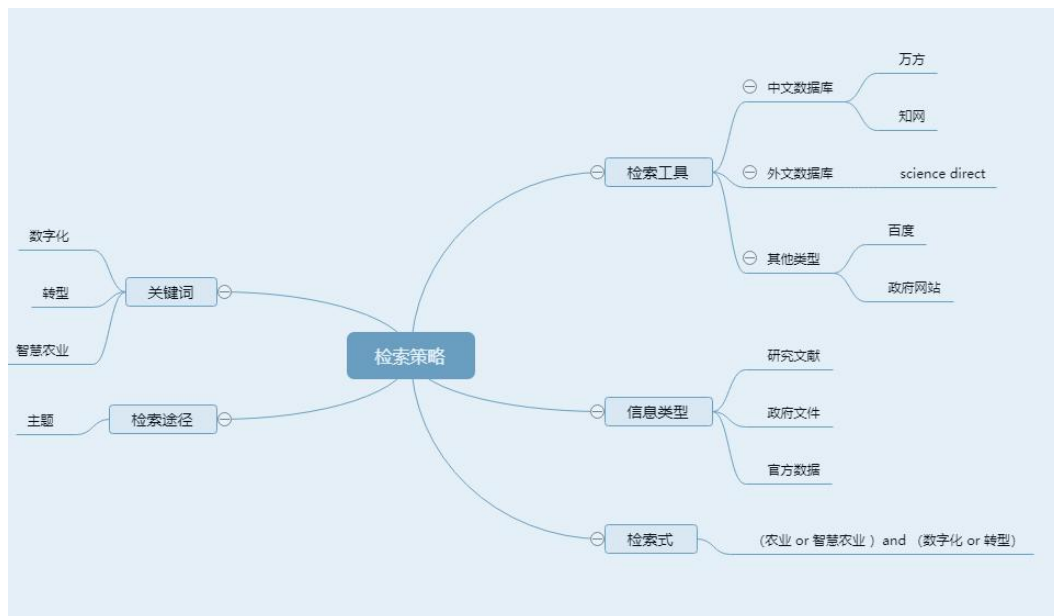 检索策略
检索工具
中文数据库
万方
知网
外文数据库
science direct
其他类型
百度
政府网站
信息类型
研究文献
政府文件
官方数据
检索式
（农业 or 智慧农业 ）and （数字化 or 转型）
关键词
数字化
转型
智慧农业
检索途径
主题